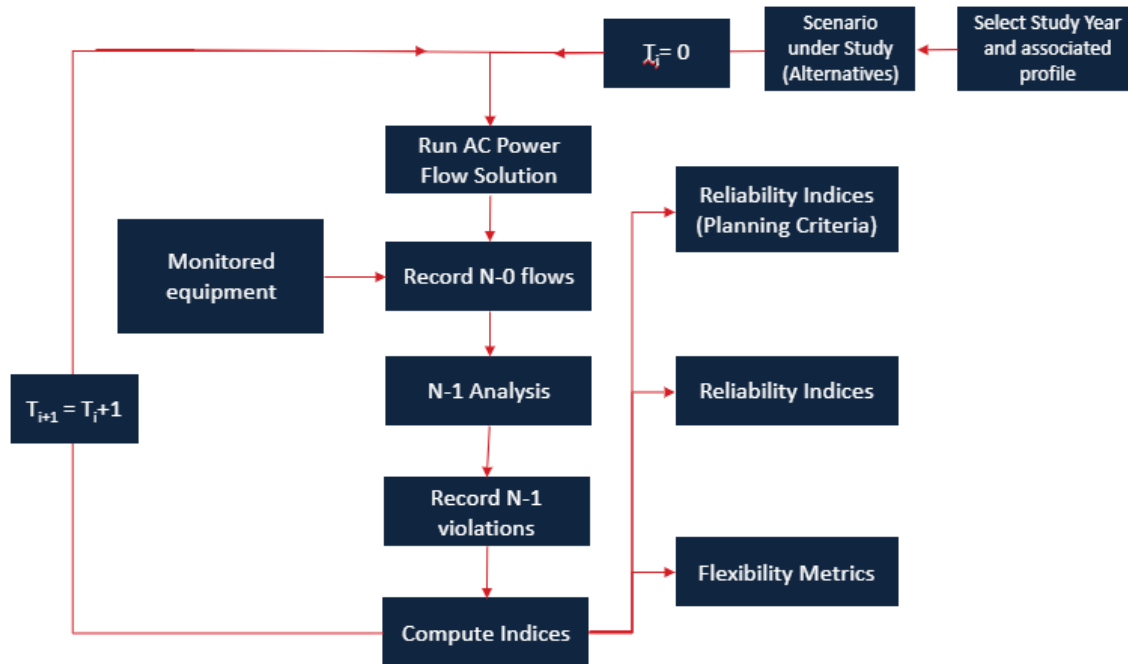 Select Study Year
and associated
profile
Scenario
under Study
(Alternatives)
Tᵢ= 0
Run AC Power
Flow Solution
Monitored
equipment
Record N-0 flows
N-1 Analysis
Record N-1
violations
Compute Indices
Tᵢ₊₁ = Tᵢ+1
Reliability Indices
(Planning Criteria)
Reliability Indices
Flexibility Metrics